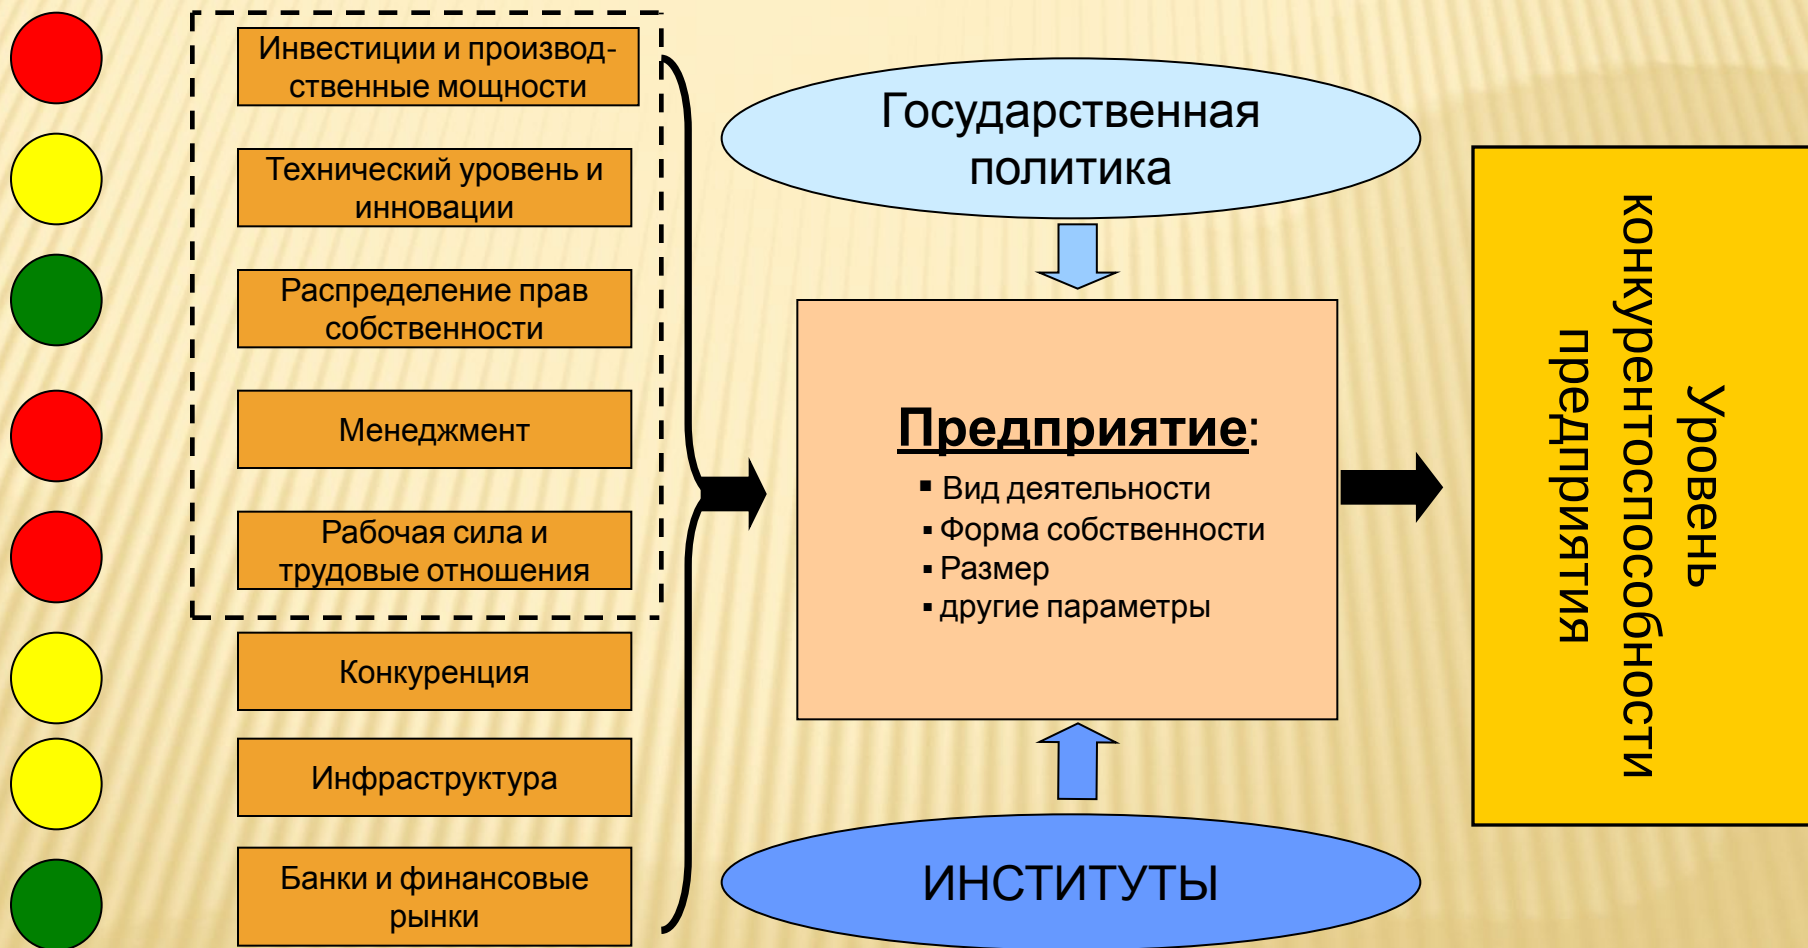 Инвестиции и производ-
ственные мощности
Технический уровень и
инновации
Распределение прав
собственности
Менеджмент
Рабочая сила и
трудовые отношения
Конкуренция
Инфраструктура
Банки и финансовые
рынки
Государственная
политика
Предприятие:
▪ Вид деятельности
▪ Форма собственности
▪ Размер
▪ другие параметры
ИНСТИТУТЫ
Уровень
конкурентоспособности
предприятия